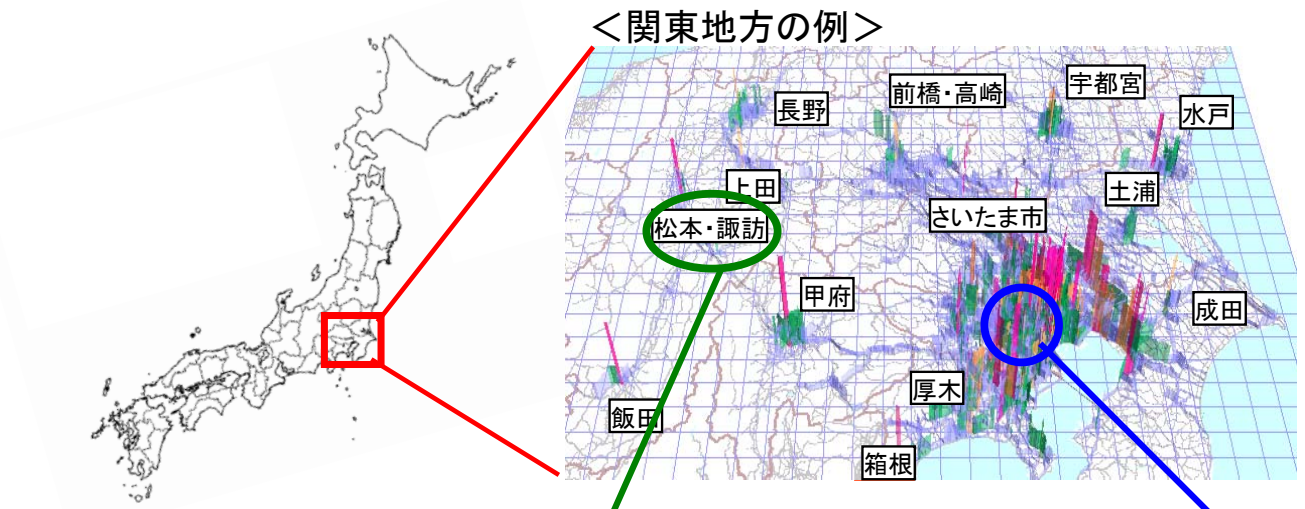 ＜関東地方の例＞
長野
前橋・高崎
宇都宮
水戸
上田
土浦
松本・諏訪
さいたま市
甲府
成田
厚木
飯田
箱根